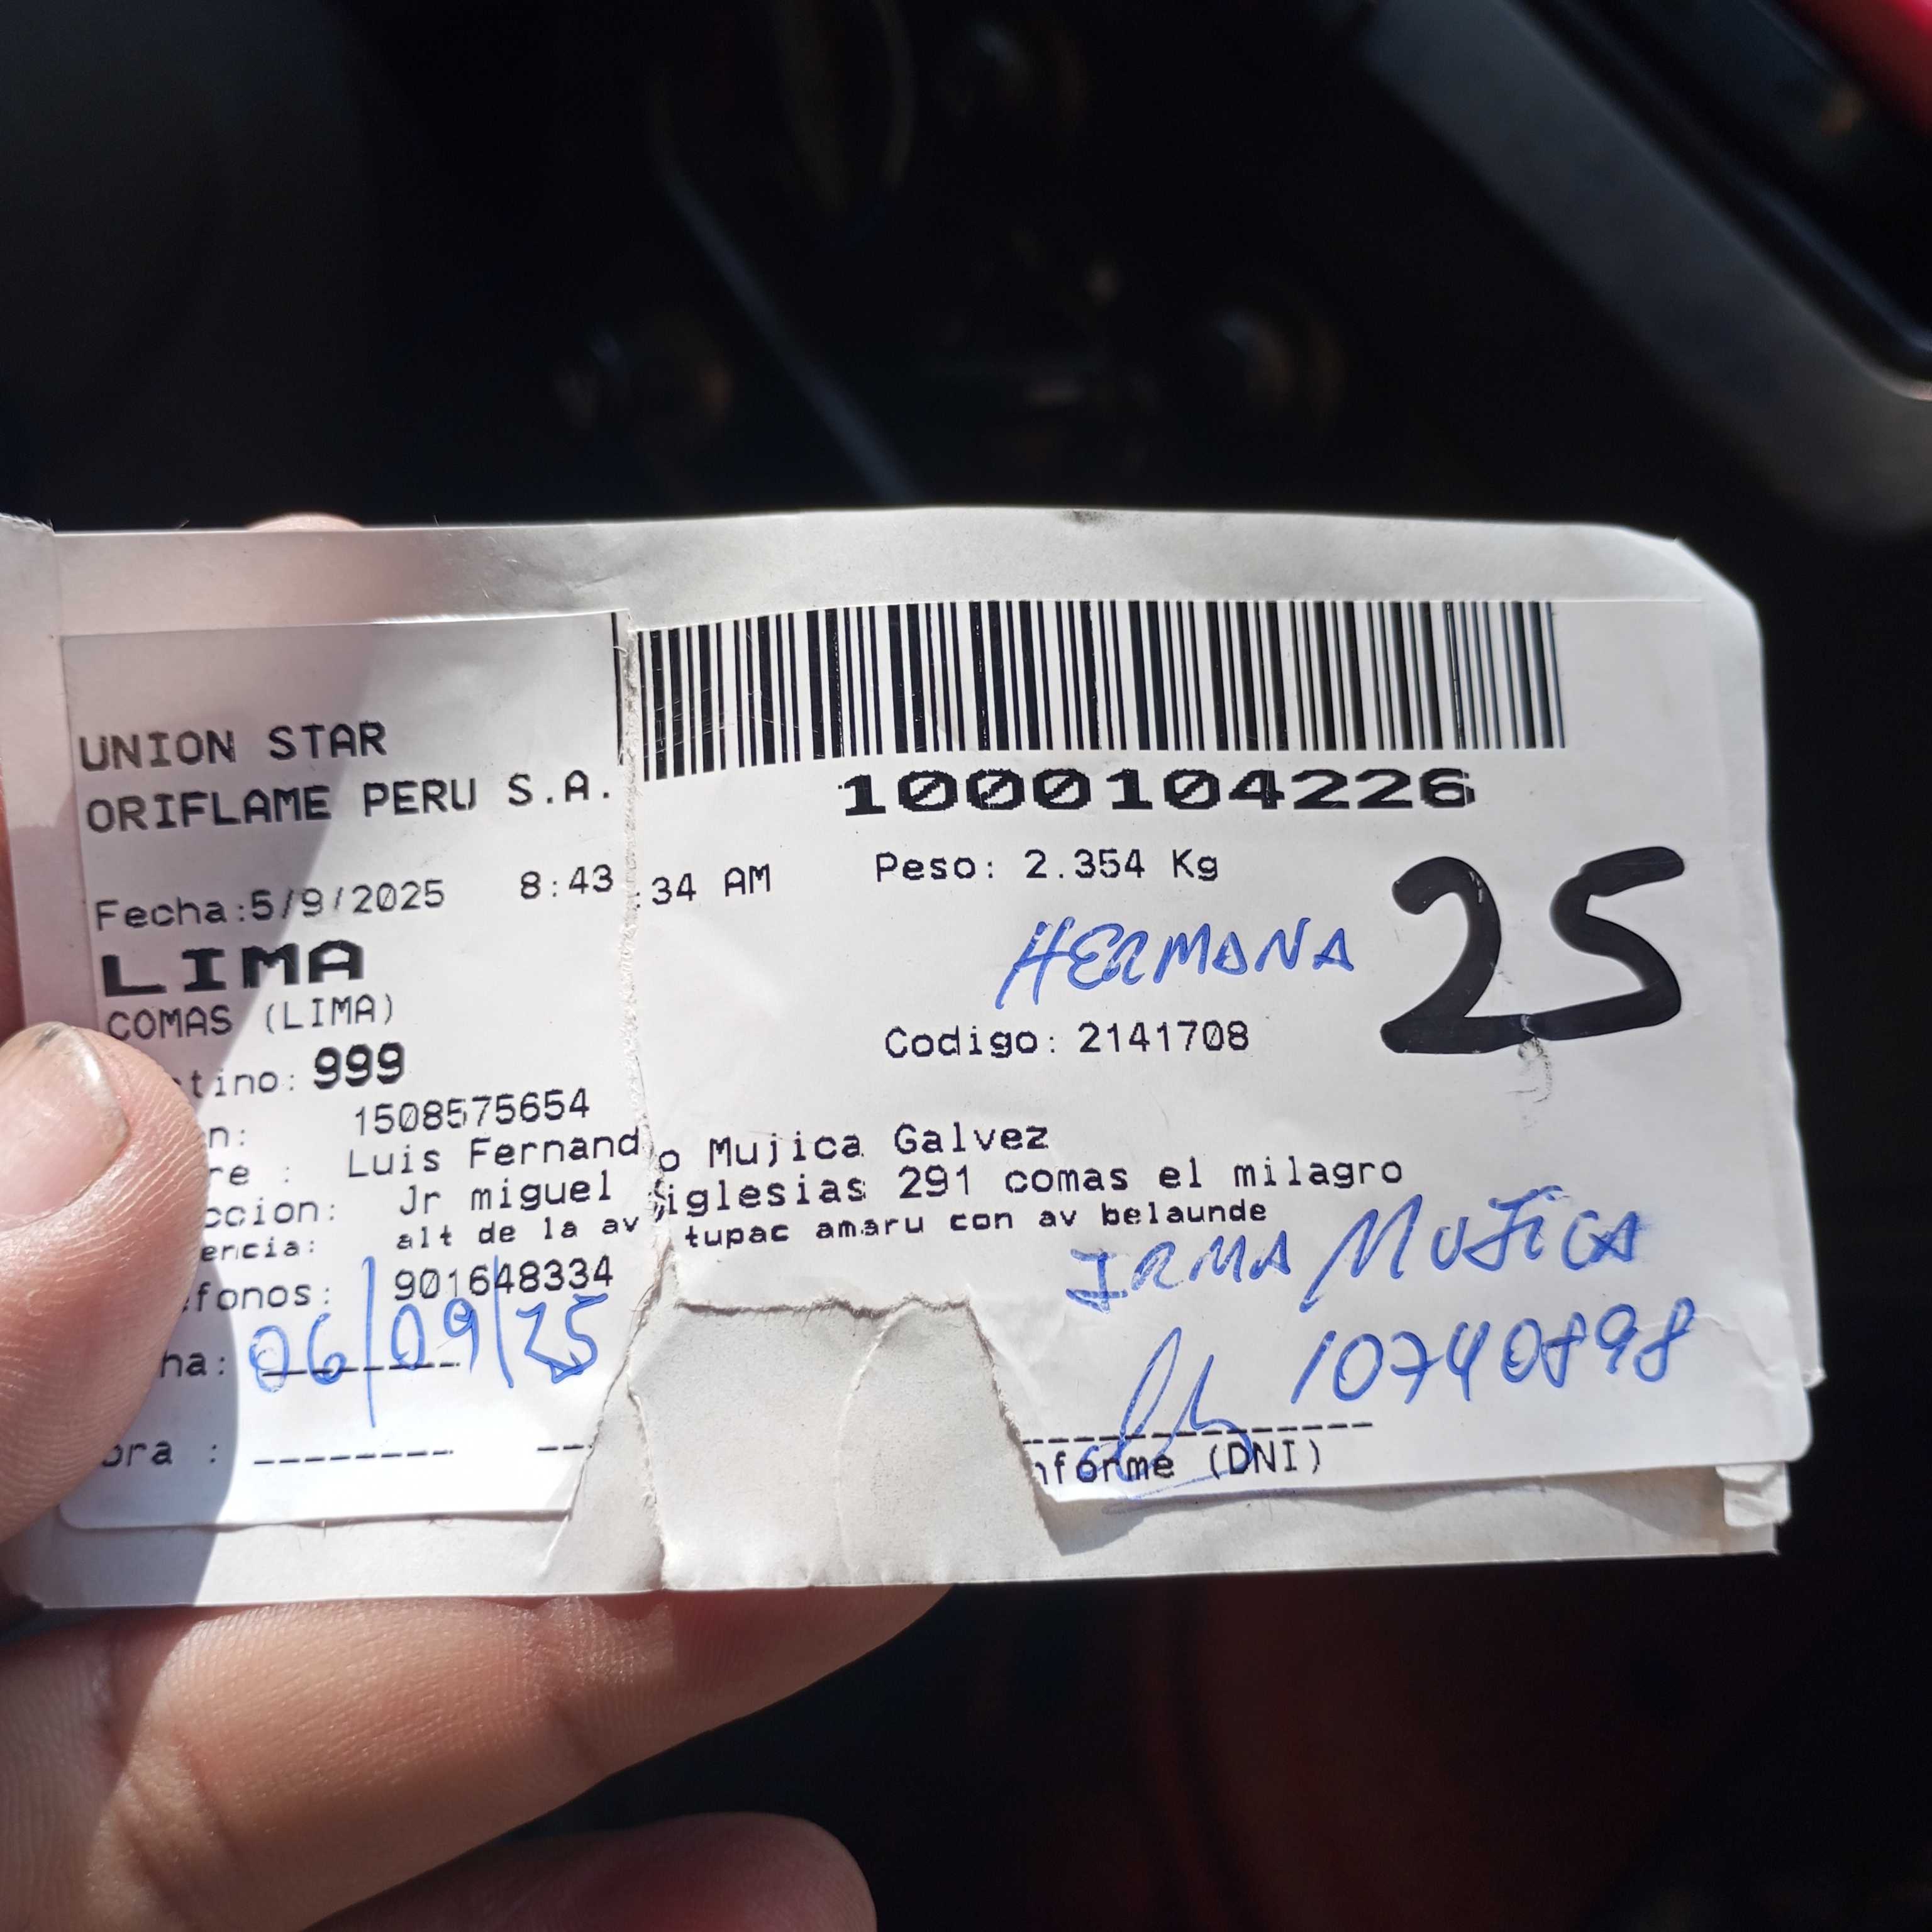 UNION STAR
ORIFLAME PERU S.A.
1000104226
Fecha:5/9/2025 8:43:34 AM
Peso: 2.354 Kg
25
LIMA
HERMANA
COMAS (LIMA)
Codigo: 2141708
tino: 999
n: 1508575654
re : Luis Fernando Mujica Galvez
ccion: Jr miguel iglesias 291 comas el milagro
encia: alt de la av tupac amaru con av belaunde
fonos: 901648334
IRMA MUJICA
ha: 06/09/25
10740898
ora :
nforme (DNI)